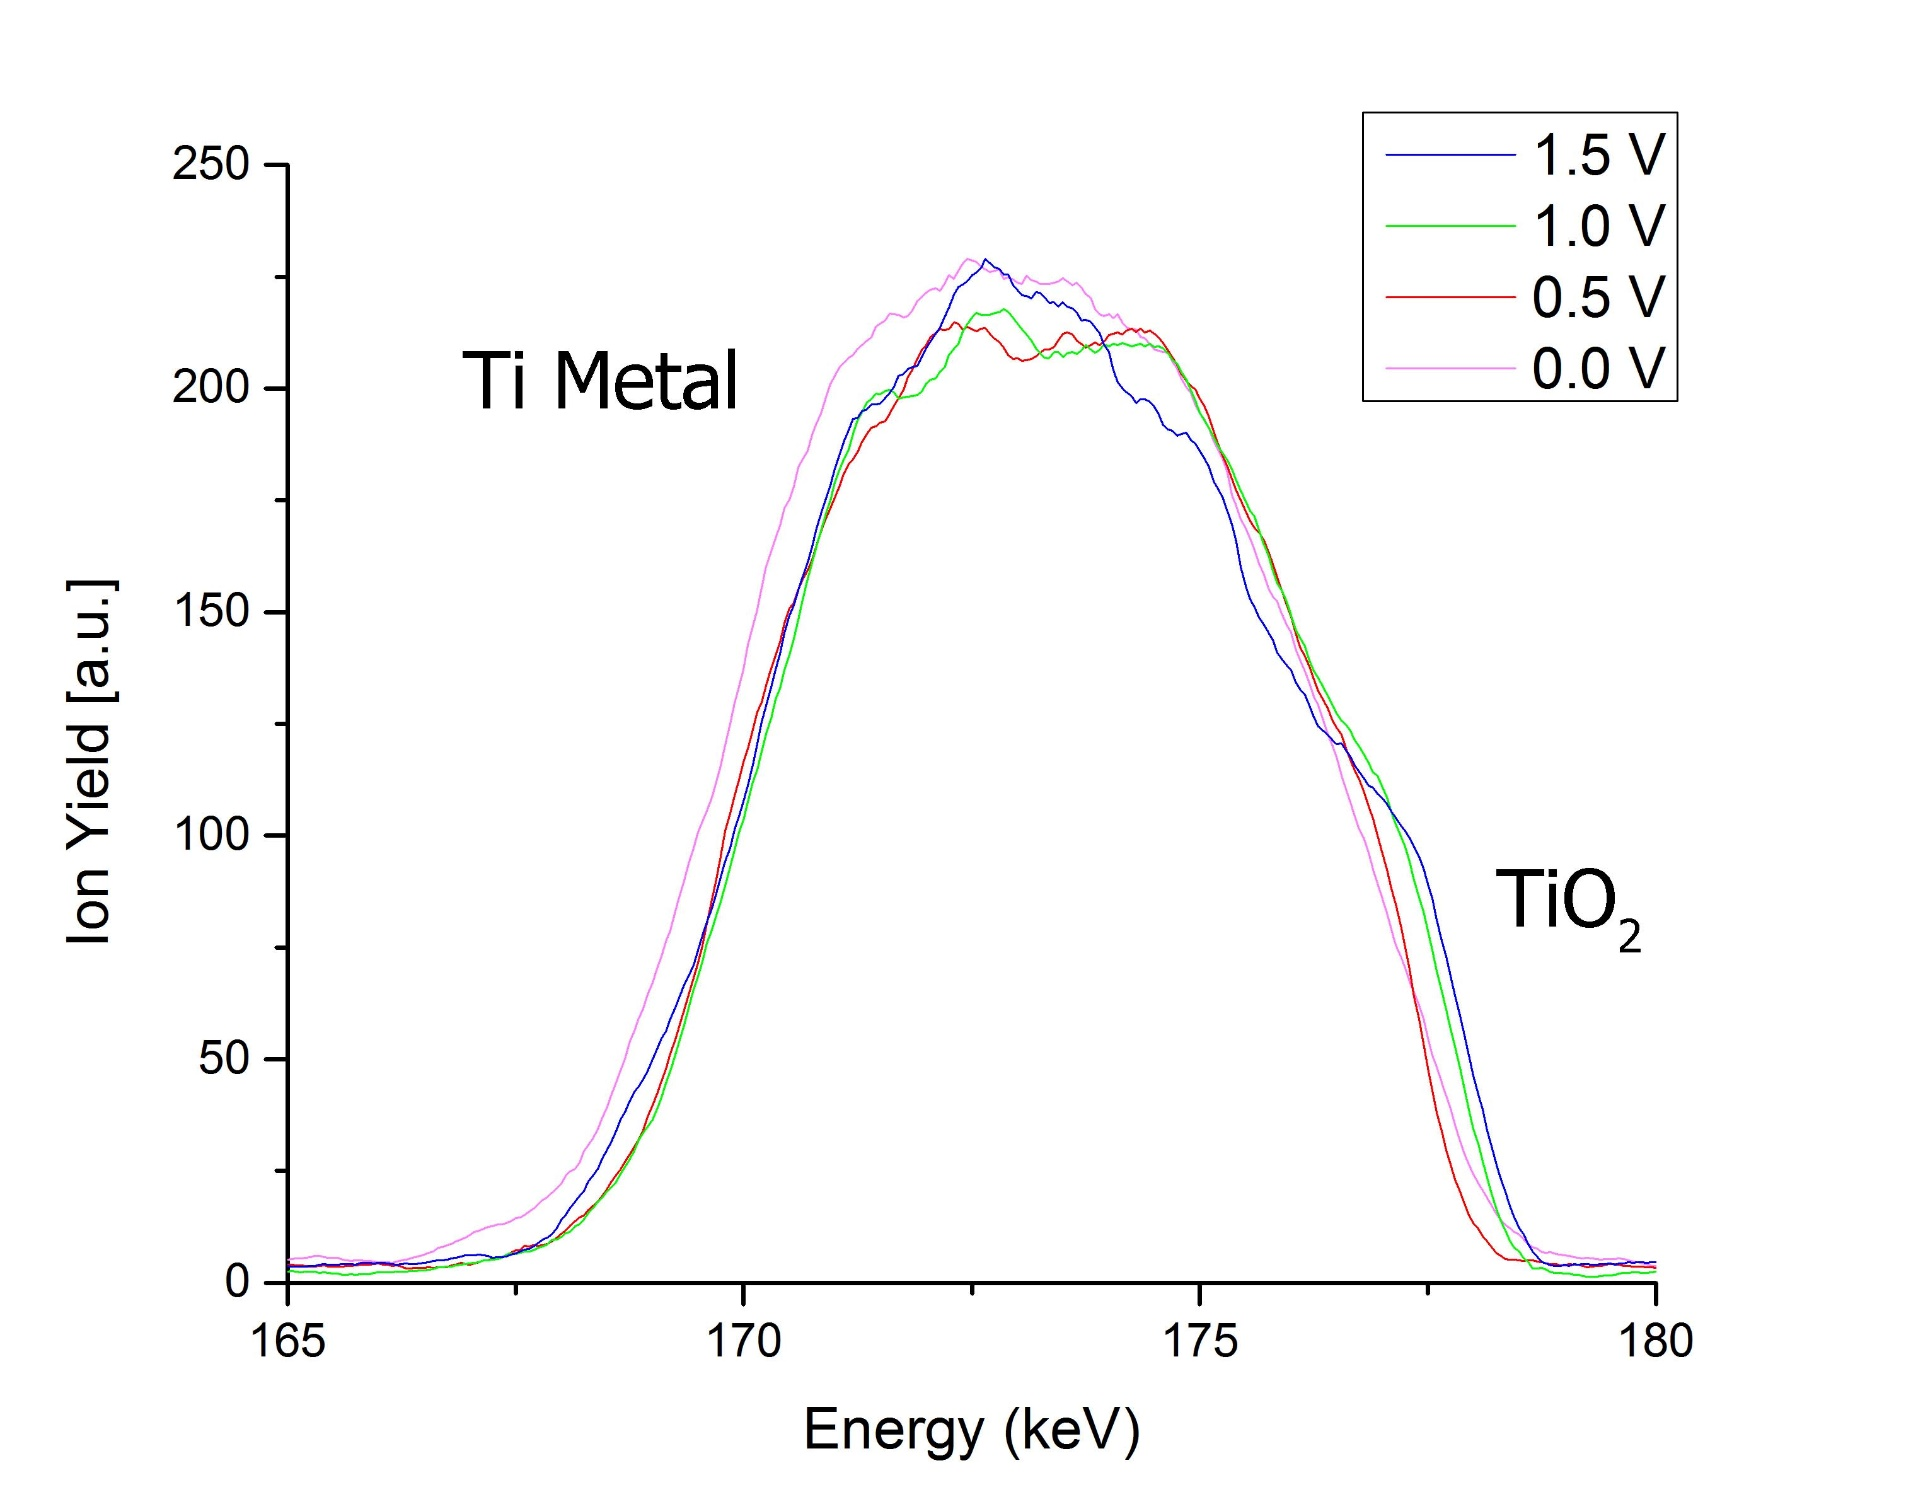 1.5 V
1.0 V
0.5 V
0.0 V
250
200
150
100
50
0
Ti Metal
TiO₂
Ion Yield [a.u.]
165 170 175 180
Energy (keV)